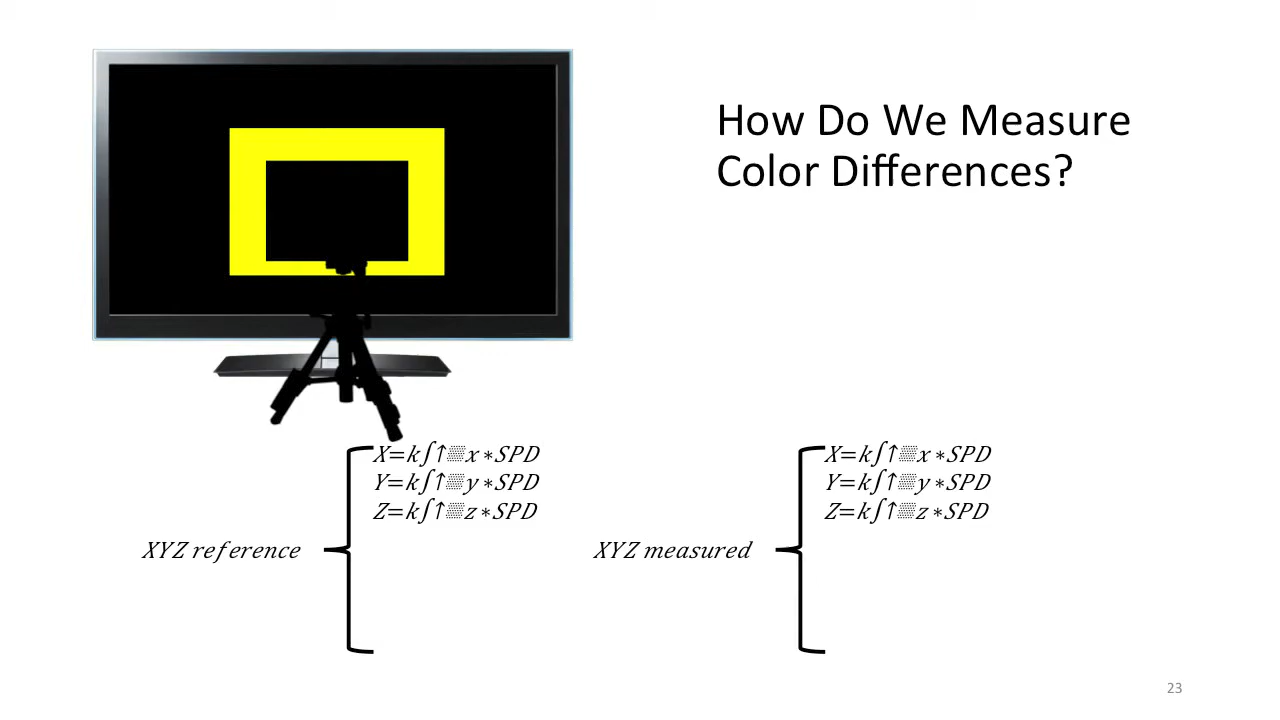 How Do We Measure
Color Differences?
X=k∫↑▒x∗SPD
Y=k∫↑▒y∗SPD
Z=k∫↑▒z∗SPD
XYZ reference
X=k∫↑▒x∗SPD
Y=k∫↑▒y∗SPD
Z=k∫↑▒z∗SPD
XYZ measured
23